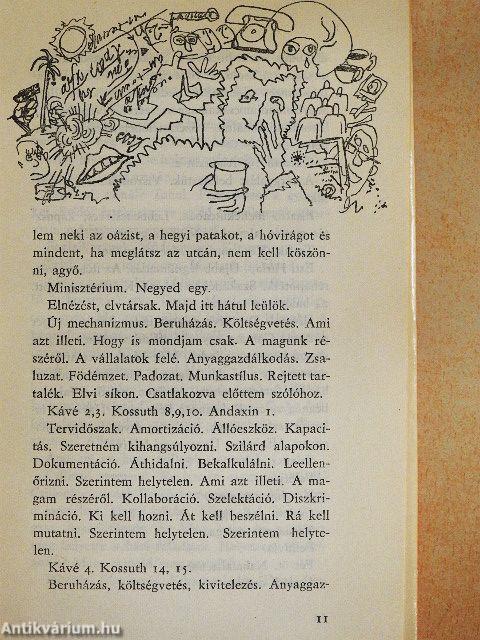 lem neki az oázist, a hegyi patakot, a hóvirágot és
mindent, ha meglátsz az utcán, nem kell köszön-
ni, agyő.
Minisztérium. Negyed egy.
Elnézést, elvtársak. Majd itt hátul leülök.
Új mechanizmus. Beruházás. Költségvetés. Ami
azt illeti. Hogy is mondjam csak. A magunk ré-
széről. A vállalatok felé. Anyaggazdálkodás. Zsa-
luzat. Födémzet. Padozat. Munkastílus. Rejtett tar-
talék. Elvi síkon. Csatlakozva előttem szólóhoz.
Kávé 2,3. Kossuth 8,9,10. Andaxin 1.
Tervidőszak. Amortizáció. Állóeszköz. Kapaci-
tás. Szeretném kihangsúlyozni. Szilárd alapokon.
Dokumentáció. Áthidalni. Bekalkulálni. Leellen-
őrizni. Szerintem helytelen. Ami azt illeti. A
magam részéről. Kollaboráció. Szelektáció. Diszkri-
mináció. Ki kell hozni. Át kell beszélni. Rá kell
mutatni. Szerintem helytelen. Szerintem helyte-
len.
Kávé 4. Kossuth 14, 15.
Beruházás, költségvetés, kivitelezés. Anyaggaz-
11
Antikvárium.hu